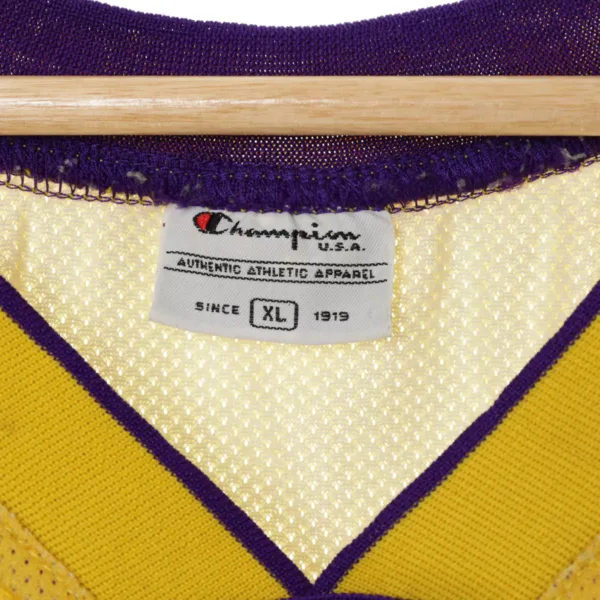 Champion
U.S.A.
AUTHENTIC ATHLETIC APPAREL
SINCE XL 1919